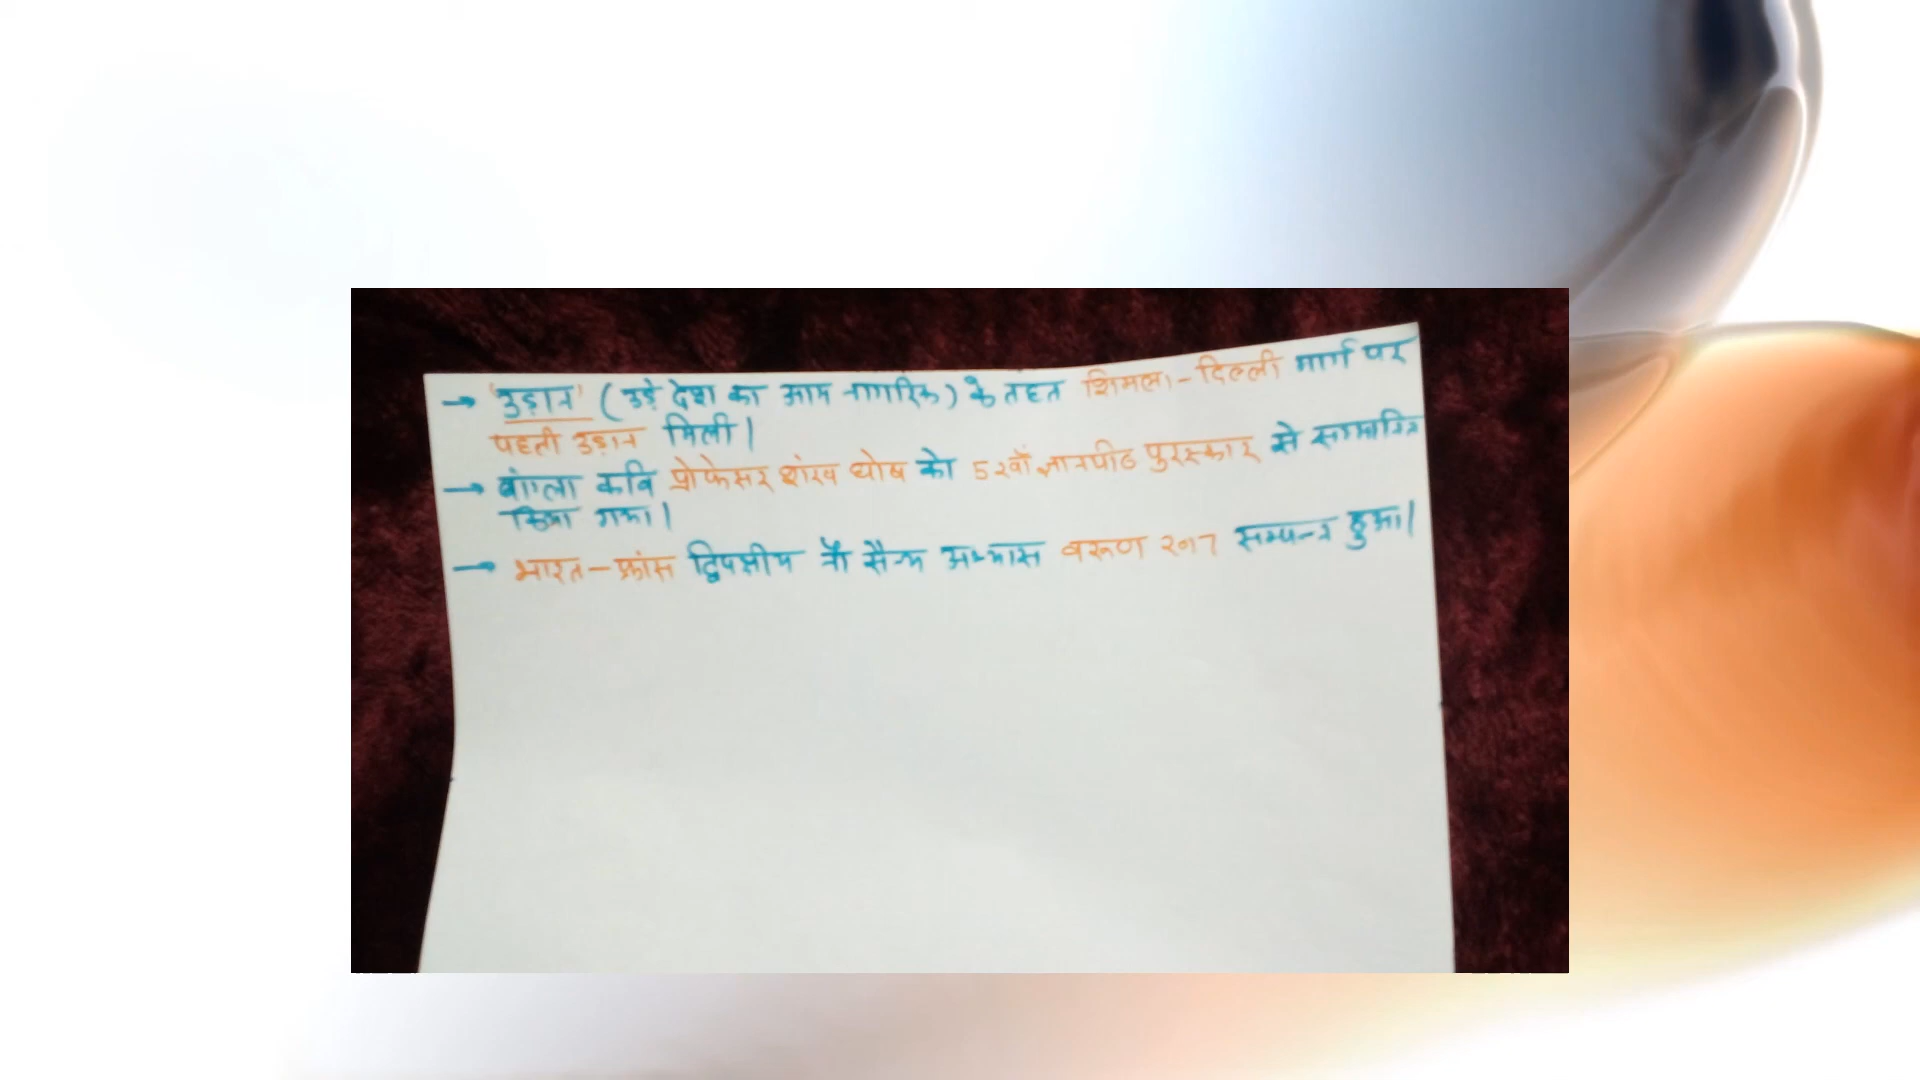 → 'उड़ान' (उड़े देश का आम नागरिक) के तहत शिमला-दिल्ली मार्ग पर
पहली उड़ान मिली।
→ बांग्ला कवि प्रोफेसर शंख घोष को 52वाँ ज्ञानपीठ पुरस्कार से सम्मानित
किया गया।
→ भारत-फ्रांस द्विपक्षीय नौ सैन्य अभ्यास वरुण 2017 सम्पन्न हुआ।